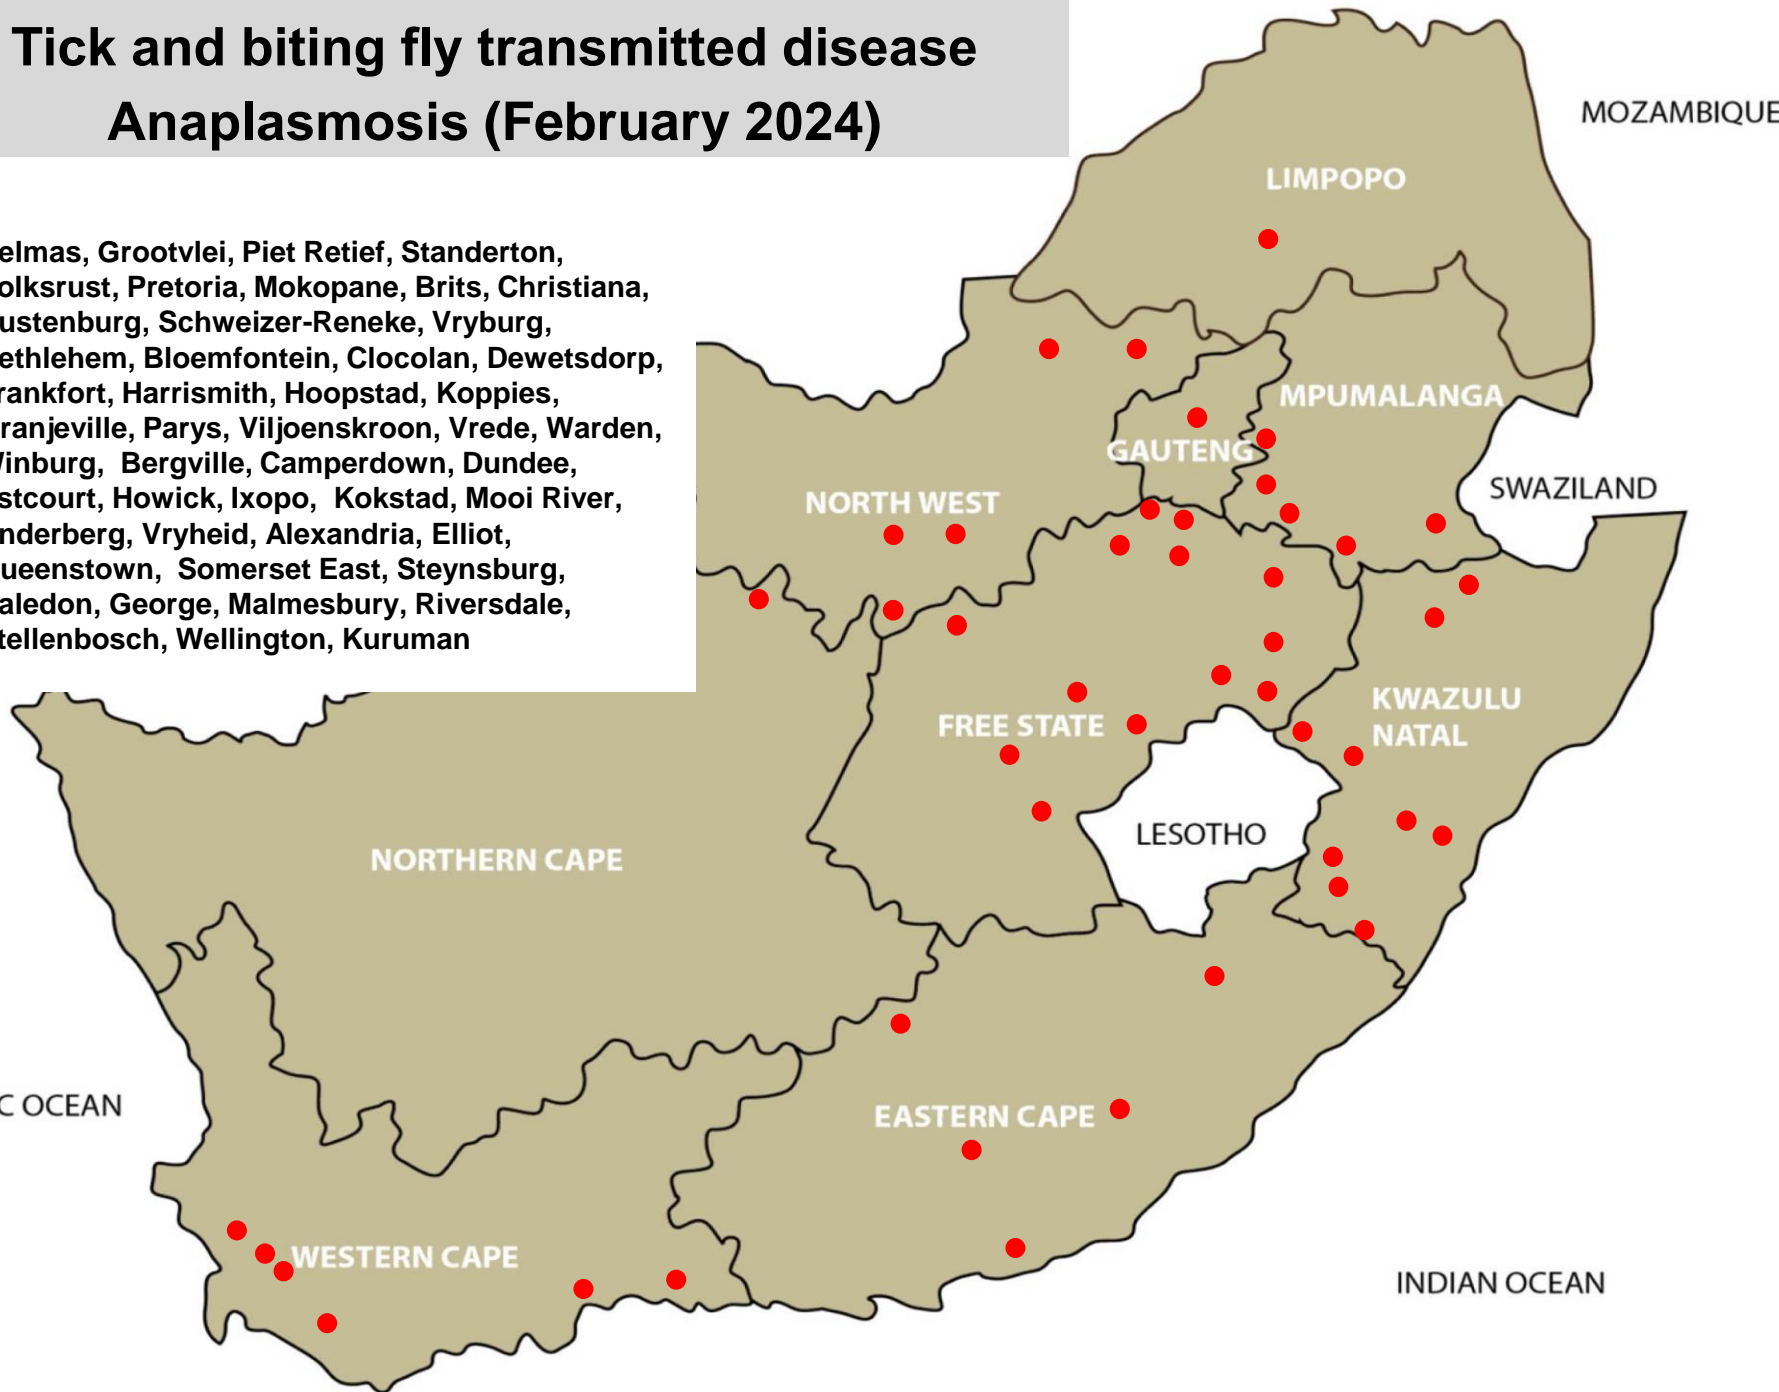 Tick and biting fly transmitted disease
Anaplasmosis (February 2024)
MOZAMBIQUE
LIMPOPO
elmas, Grootvlei, Piet Retief, Standerton,
olksrust, Pretoria, Mokopane, Brits, Christiana,
ustenburg, Schweizer-Reneke, Vryburg,
ethlehem, Bloemfontein, Clocolan, Dewetsdorp,
rankfort, Harrismith, Hoopstad, Koppies,
ranjeville, Parys, Viljoenskroon, Vrede, Warden,
Winburg, Bergville, Camperdown, Dundee,
stcourt, Howick, Ixopo, Kokstad, Mooi River,
nderberg, Vryheid, Alexandria, Elliot,
ueenstown, Somerset East, Steynsburg,
aledon, George, Malmesbury, Riversdale,
tellenbosch, Wellington, Kuruman
MPUMALANGA
GAUTENG
SWAZILAND
NORTH WEST
KWAZULU
NATAL
FREE STATE
LESOTHO
NORTHERN CAPE
C OCEAN
EASTERN CAPE
WESTERN CAPE
INDIAN OCEAN